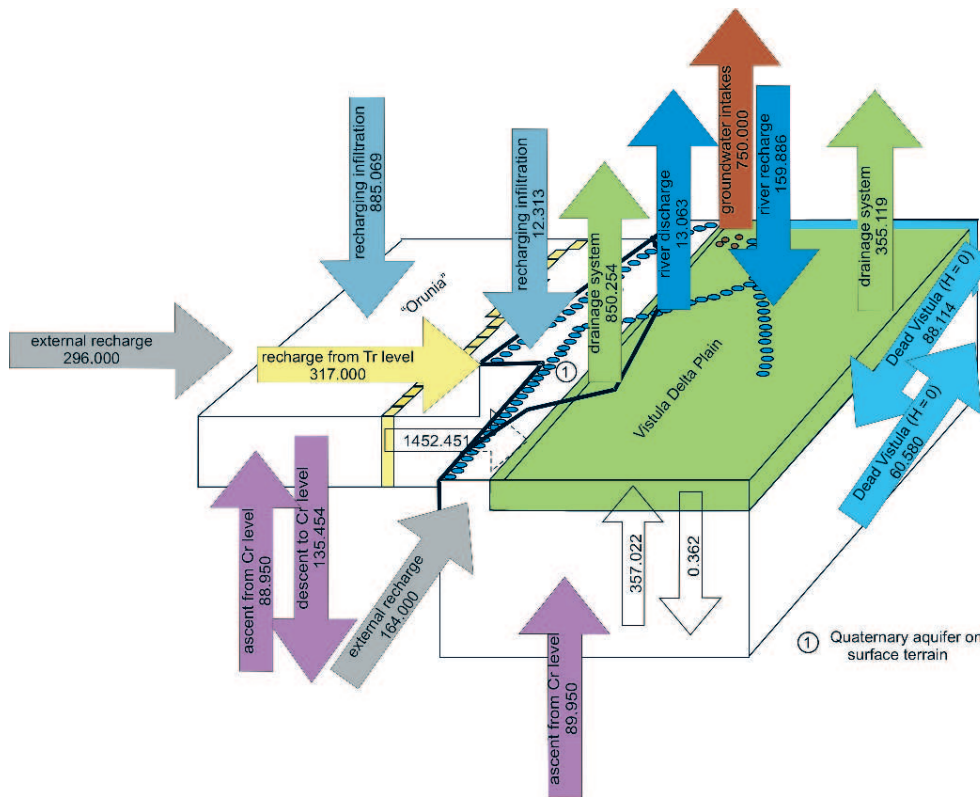 groundwater intakes
750.000
recharging infiltration
885.069
recharging infiltration
12.313
river discharge
13.063
river recharge
159.886
drainage system
355.119
drainage system
850.254
"Orunia"
external recharge
296.000
recharge from Tr level
317.000
1
Vistula Delta Plain
Dead Vistula (H = 0)
88.114
Dead Vistula (H = 0)
60.580
1452.451
ascent from Cr level
88.950
descent to Cr level
135.454
external recharge
164.000
357.022
0.362
ascent from Cr level
89.950
1 Quaternary aquifer on
surface terrain